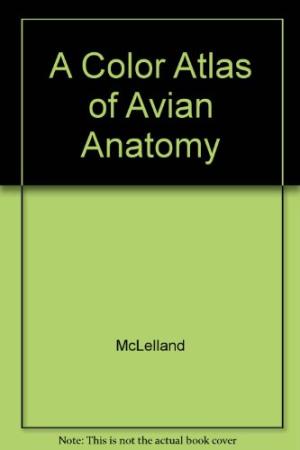 A Color Atlas
of Avian
Anatomy
McLelland
Note: This is not the actual book cover